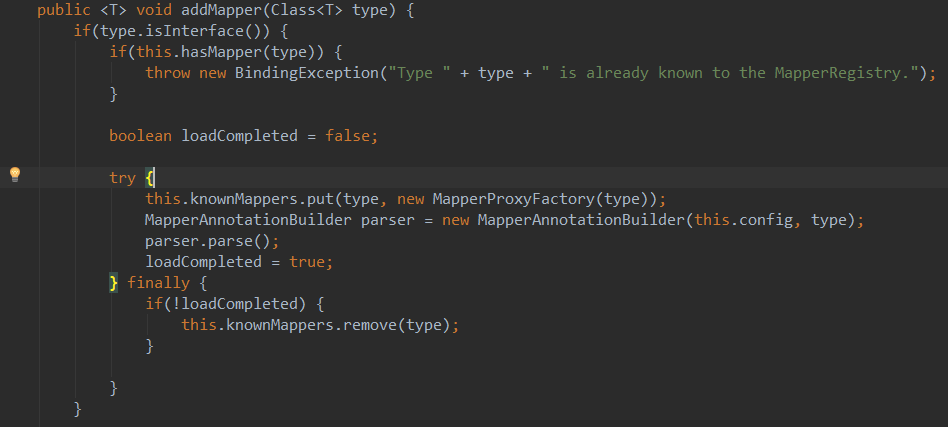 public <T> void addMapper(Class<T> type) {
    if(type.isInterface()) {
        if(this.hasMapper(type)) {
            throw new BindingException("Type " + type + " is already known to the MapperRegistry.");
        }

        boolean loadCompleted = false;

        try {
            this.knownMappers.put(type, new MapperProxyFactory(type));
            MapperAnnotationBuilder parser = new MapperAnnotationBuilder(this.config, type);
            parser.parse();
            loadCompleted = true;
        } finally {
            if(!loadCompleted) {
                this.knownMappers.remove(type);
            }

        }
    }